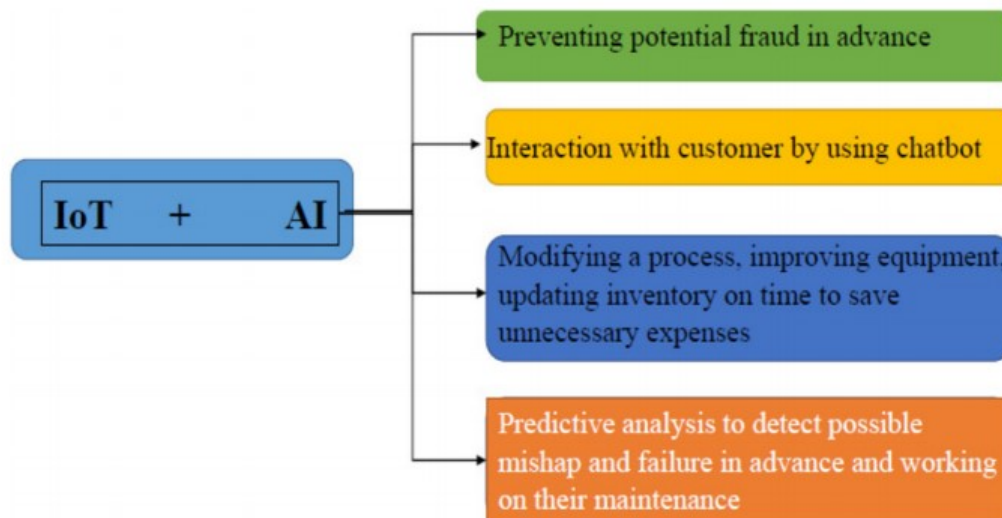 Preventing potential fraud in advance
Interaction with customer by using chatbot
IoT + AI
Modifying a process, improving equipment,
updating inventory on time to save
unnecessary expenses
Predictive analysis to detect possible
mishap and failure in advance and working
on their maintenance